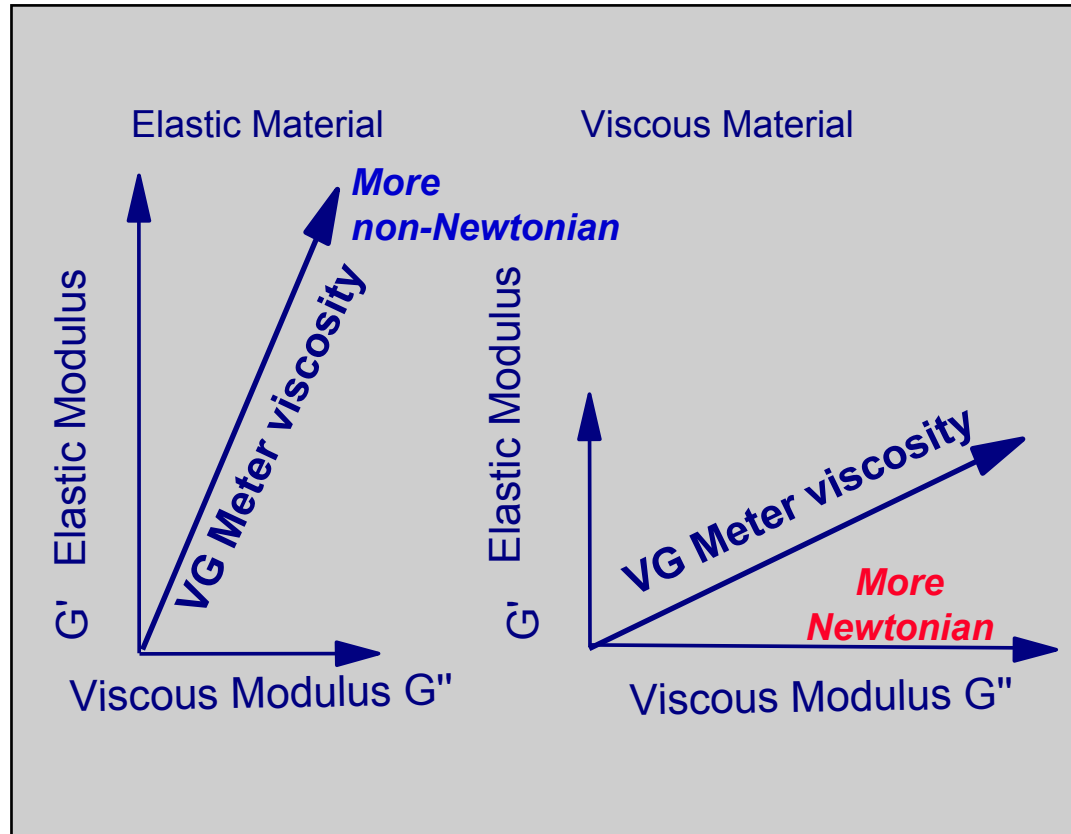 Elastic Material
More
non-Newtonian
VG Meter viscosity
G' Elastic Modulus
Viscous Modulus G"
Viscous Material
VG Meter viscosity
More
Newtonian
G' Elastic Modulus
Viscous Modulus G"